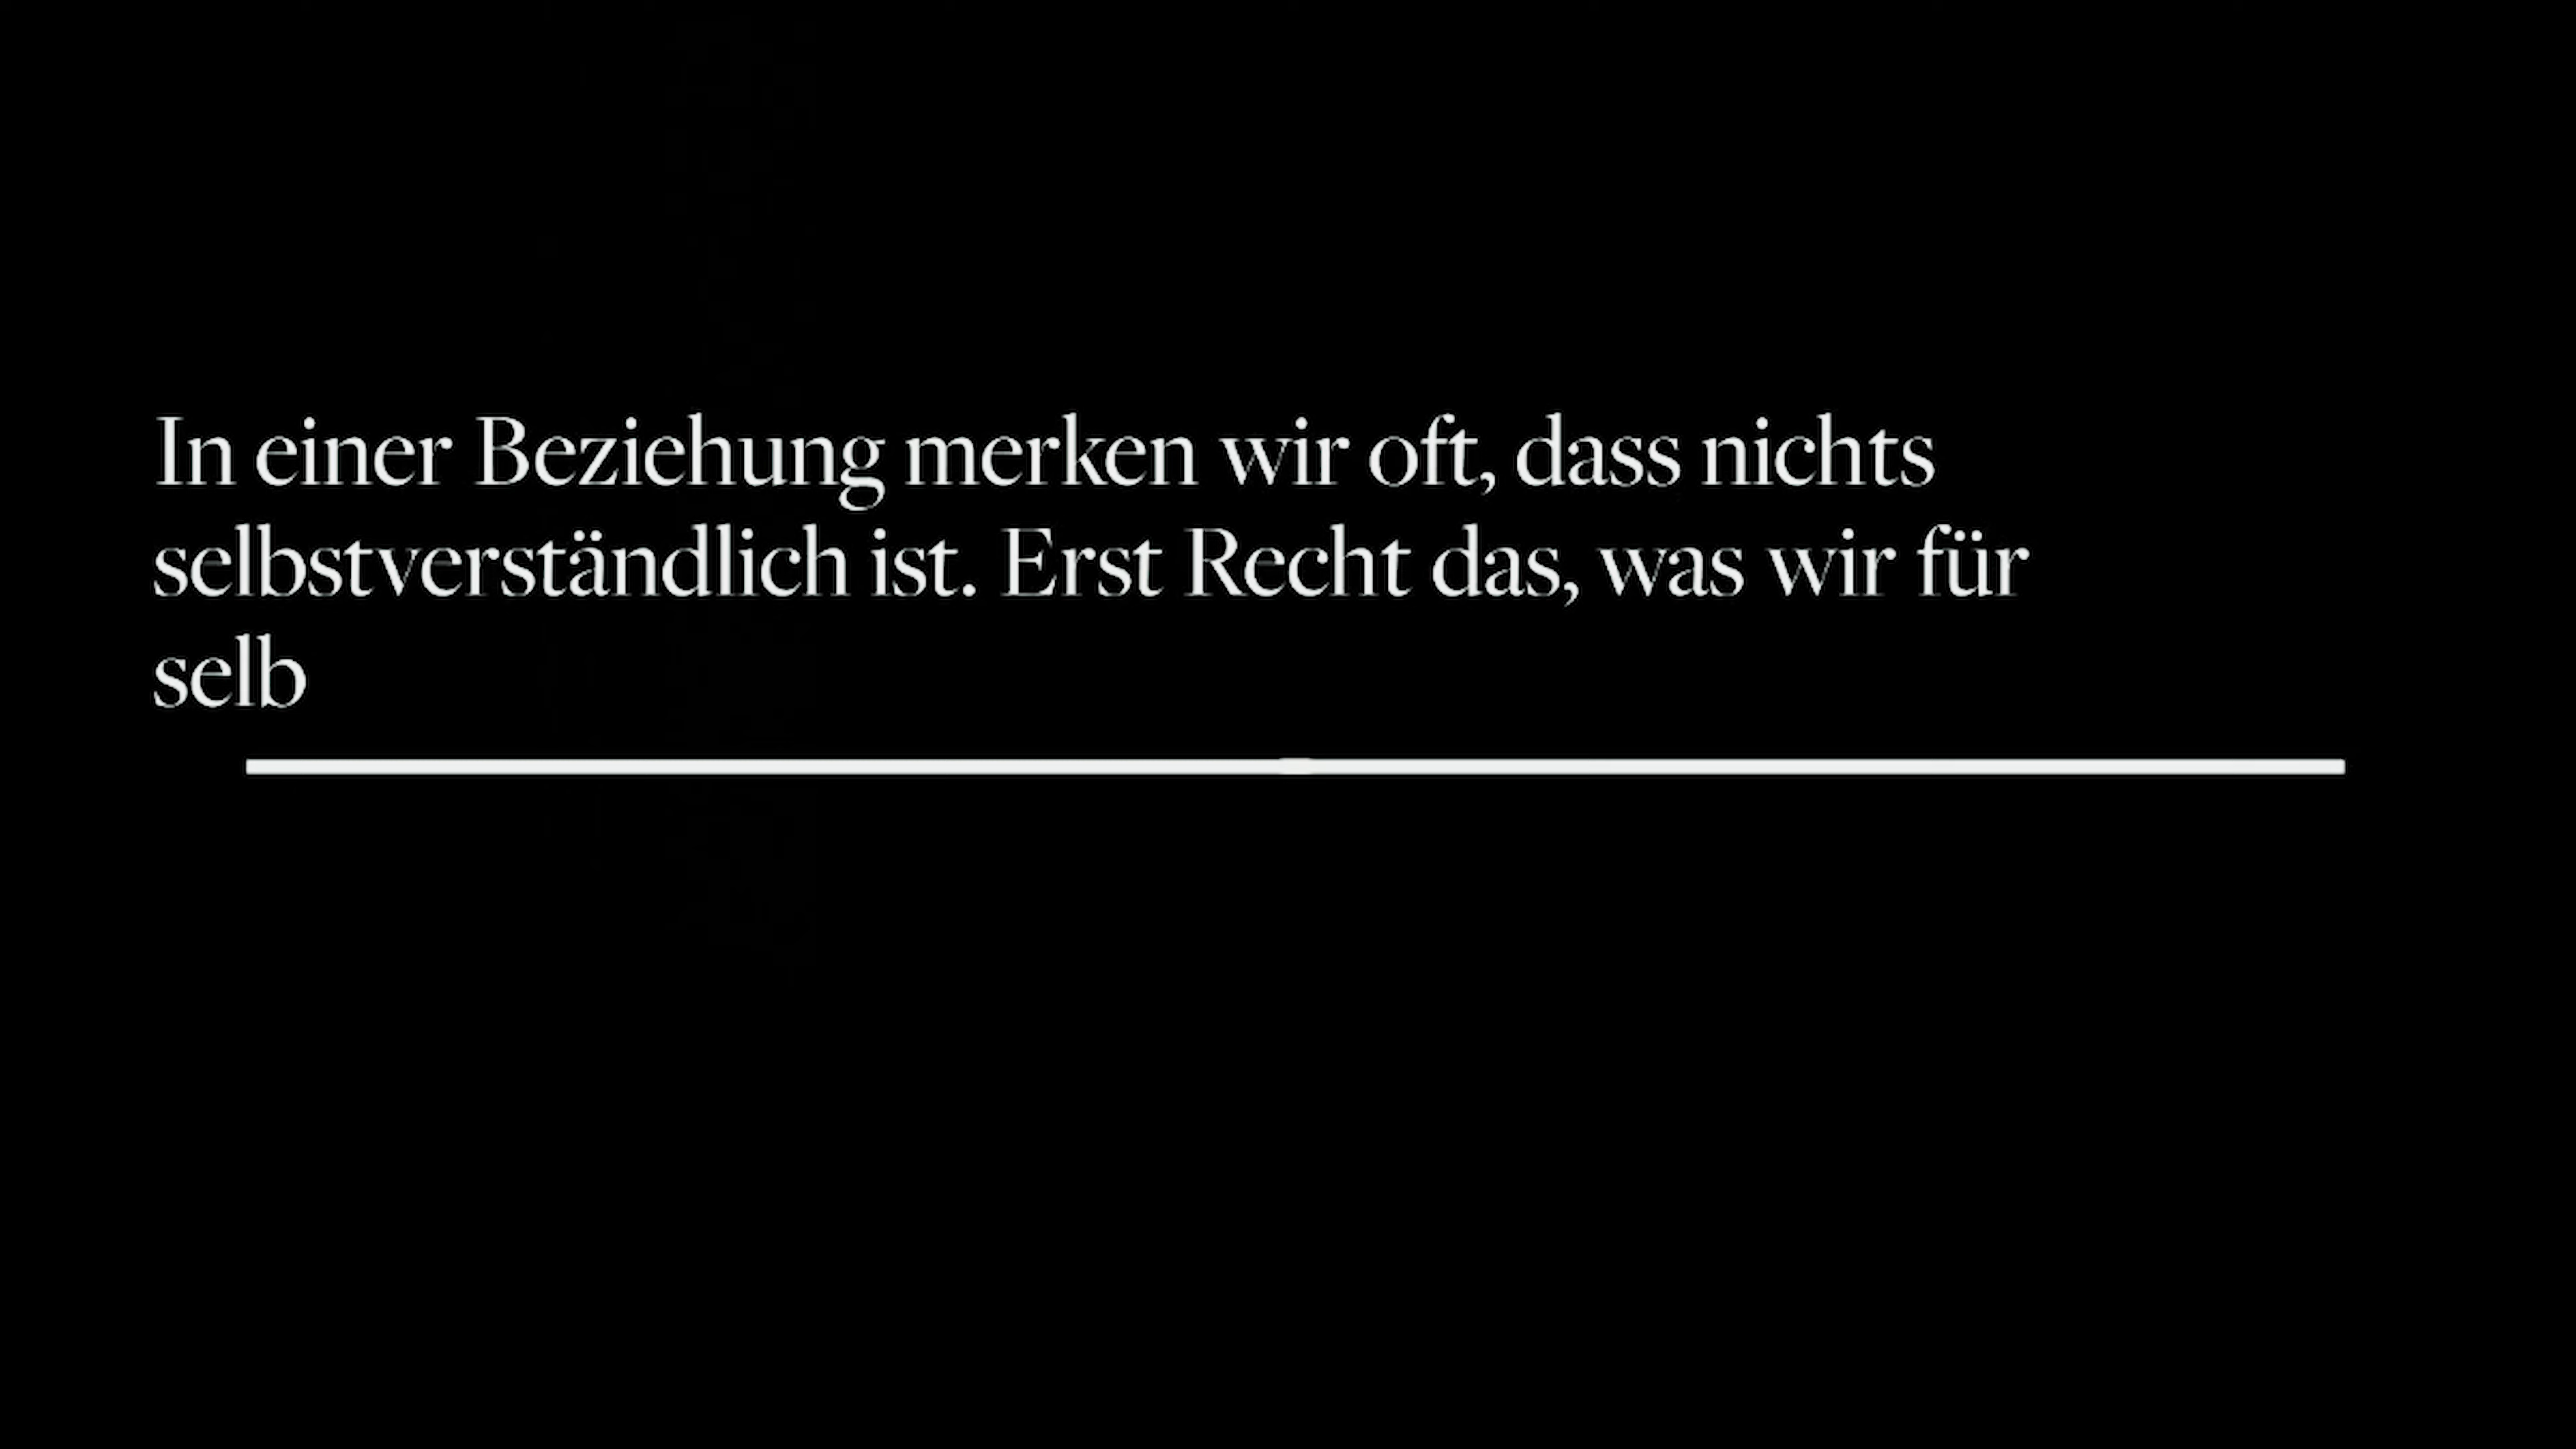 In einer Beziehung merken wir oft, dass nichts
selbstverständlich ist. Erst Recht das, was wir für
selb